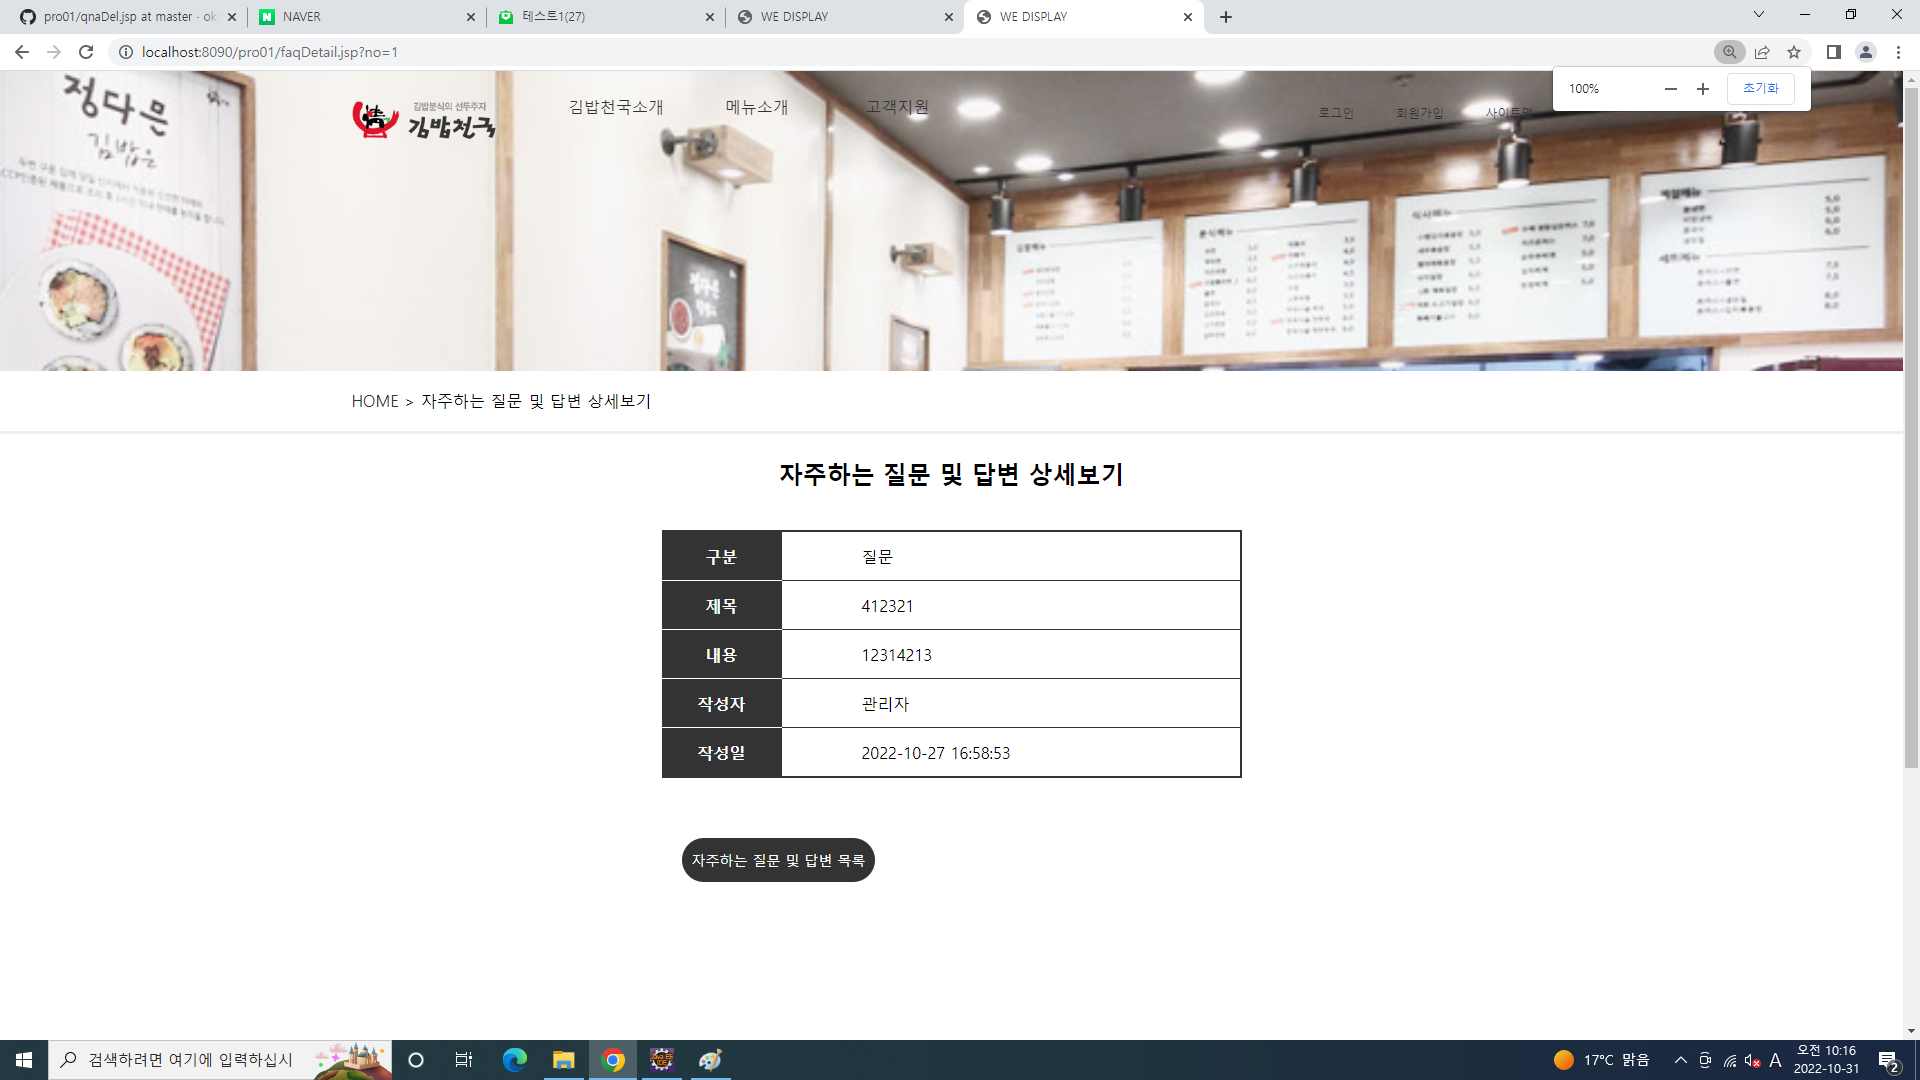 pro01/qnaDel.jsp at master · ok
NAVER
테스트1(27)
WE DISPLAY
WE DISPLAY
localhost:8090/pro01/faqDetail.jsp?no=1
100%
초기화
정다믄
김밥은
김밥분식의 선두주자
김밥천국
김밥천국소개
메뉴소개
고객지원
로그인
회원가입
사이트맵
HOME > 자주하는 질문 및 답변 상세보기
자주하는 질문 및 답변 상세보기
구분 질문
제목 412321
내용 12314213
작성자 관리자
작성일 2022-10-27 16:58:53
자주하는 질문 및 답변 목록
검색하려면 여기에 입력하십시
17°C 맑음
A
오전 10:16
2022-10-31
2